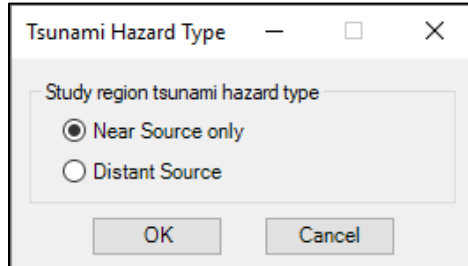 Tsunami Hazard Type
Study region tsunami hazard type
Near Source only
Distant Source
OK
Cancel